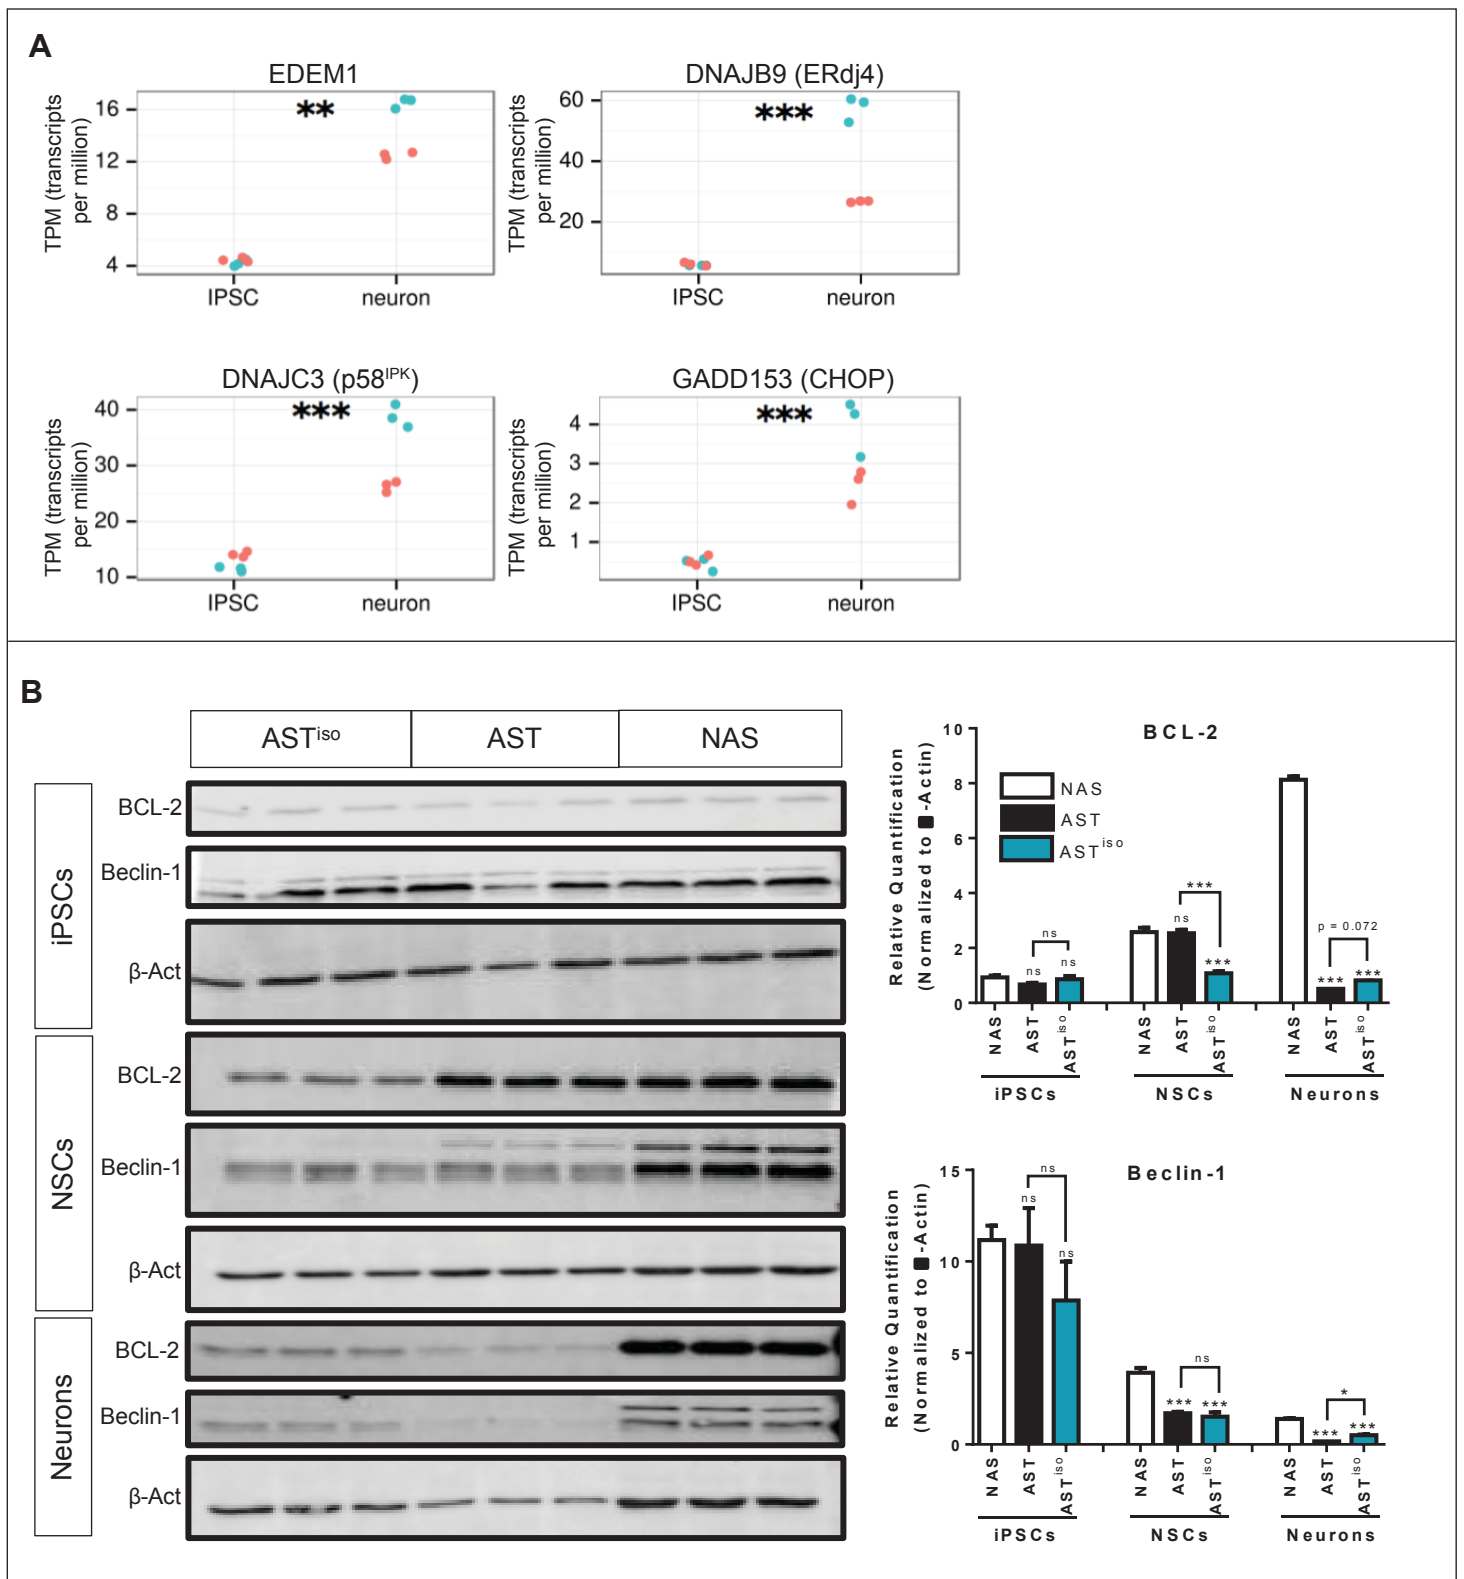 A
EDEM1
TPM (transcripts
per million)
16
12
8
4
**
IPSC
neuron
DNAJB9 (ERdj4)
TPM (transcripts
per million)
60
40
20
***
IPSC
neuron
DNAJC3 (p58IPK)
TPM (transcripts
per million)
40
30
20
10
***
IPSC
neuron
GADD153 (CHOP)
TPM (transcripts
per million)
4
3
2
1
***
IPSC
neuron
B
ASTiso
AST
NAS
iPSCs
BCL-2
Beclin-1
β-Act
NSCs
BCL-2
Beclin-1
β-Act
Neurons
BCL-2
Beclin-1
β-Act
BCL-2
Relative Quantification
(Normalized to ■-Actin)
10
8
6
4
2
0
NAS
AST
ASTiso
ns
ns
ns
ns
***
***
p = 0.072
***
***
NAS
AST
ASTiso
NAS
AST
ASTiso
NAS
AST
ASTiso
iPSCs
NSCs
Neurons
Beclin-1
Relative Quantification
(Normalized to ■-Actin)
15
10
5
0
ns
ns
ns
ns
***
***
*
***
***
NAS
AST
ASTiso
NAS
AST
ASTiso
NAS
AST
ASTiso
iPSCs
NSCs
Neurons